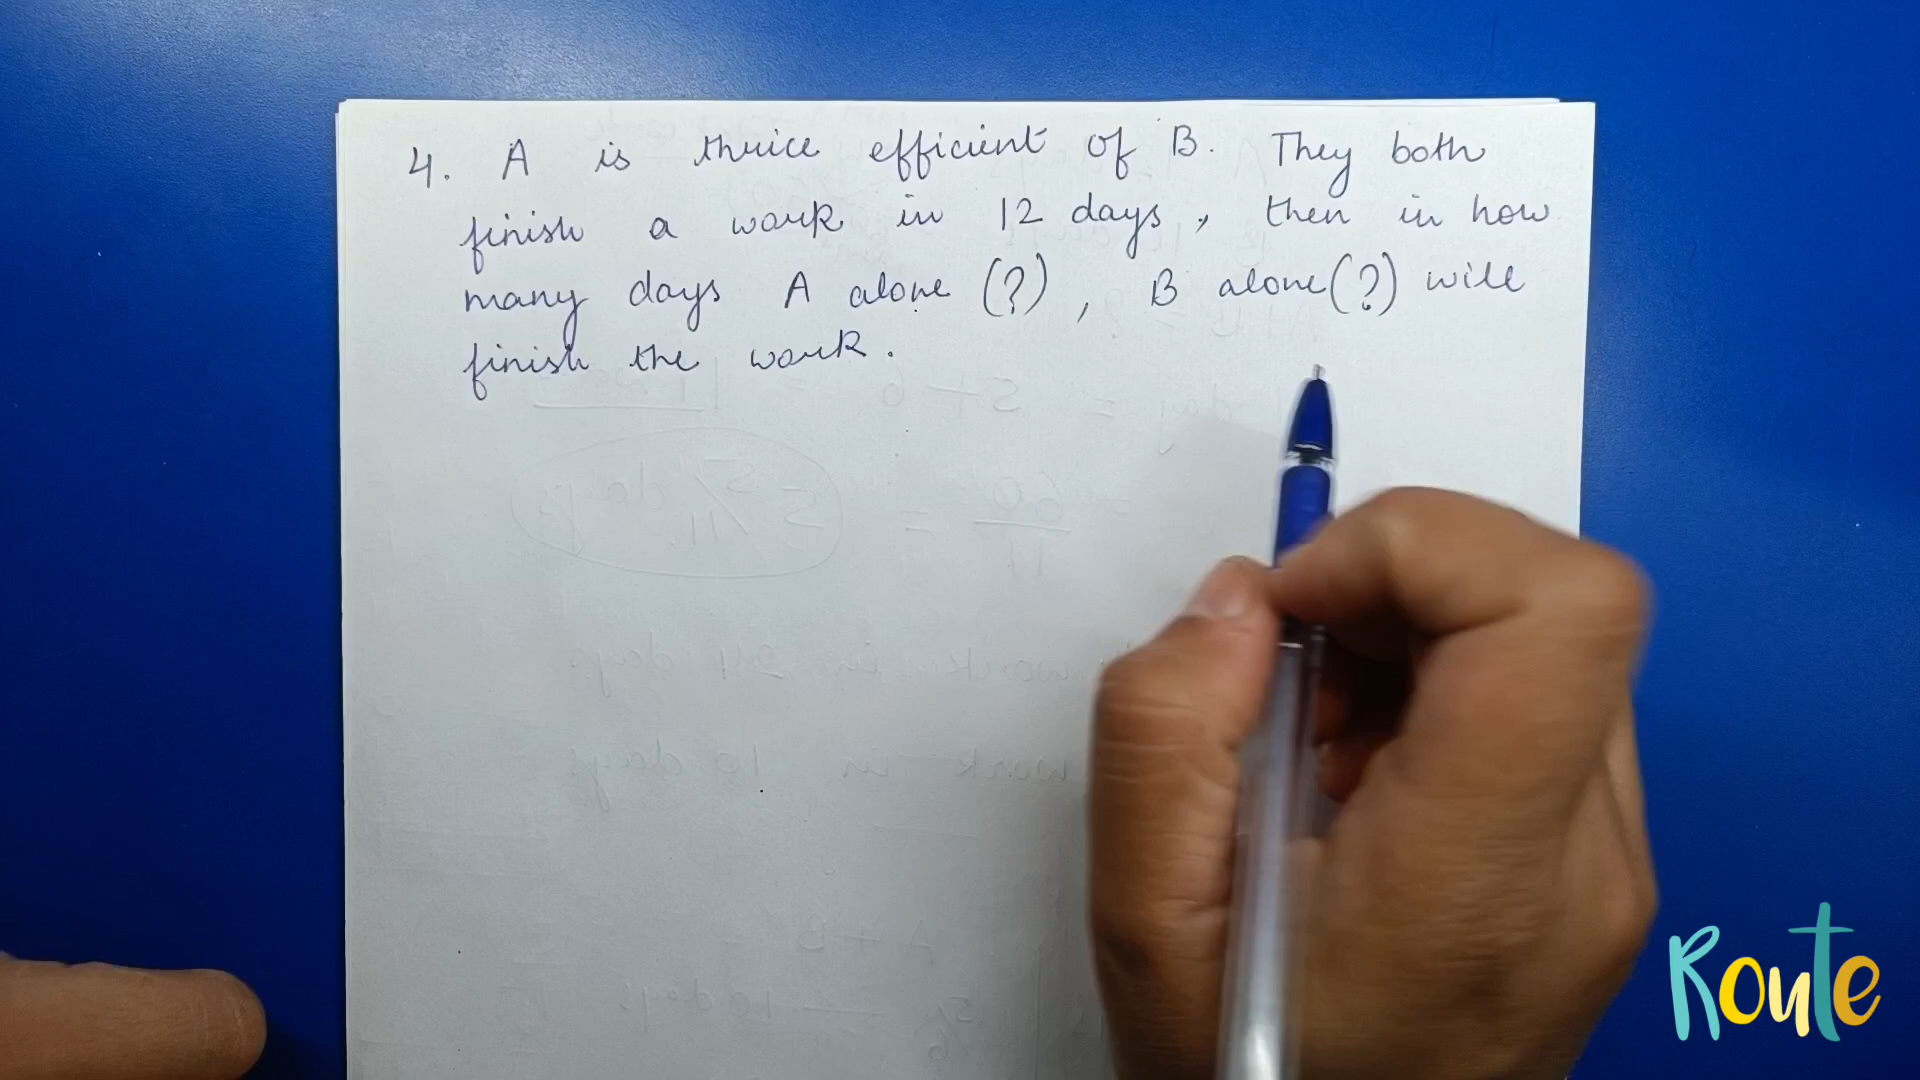 4. A is thrice efficient of B. They both
finish a work in 12 days, then in how
many days A alone (?), B alone (?) will
finish the work.
Route